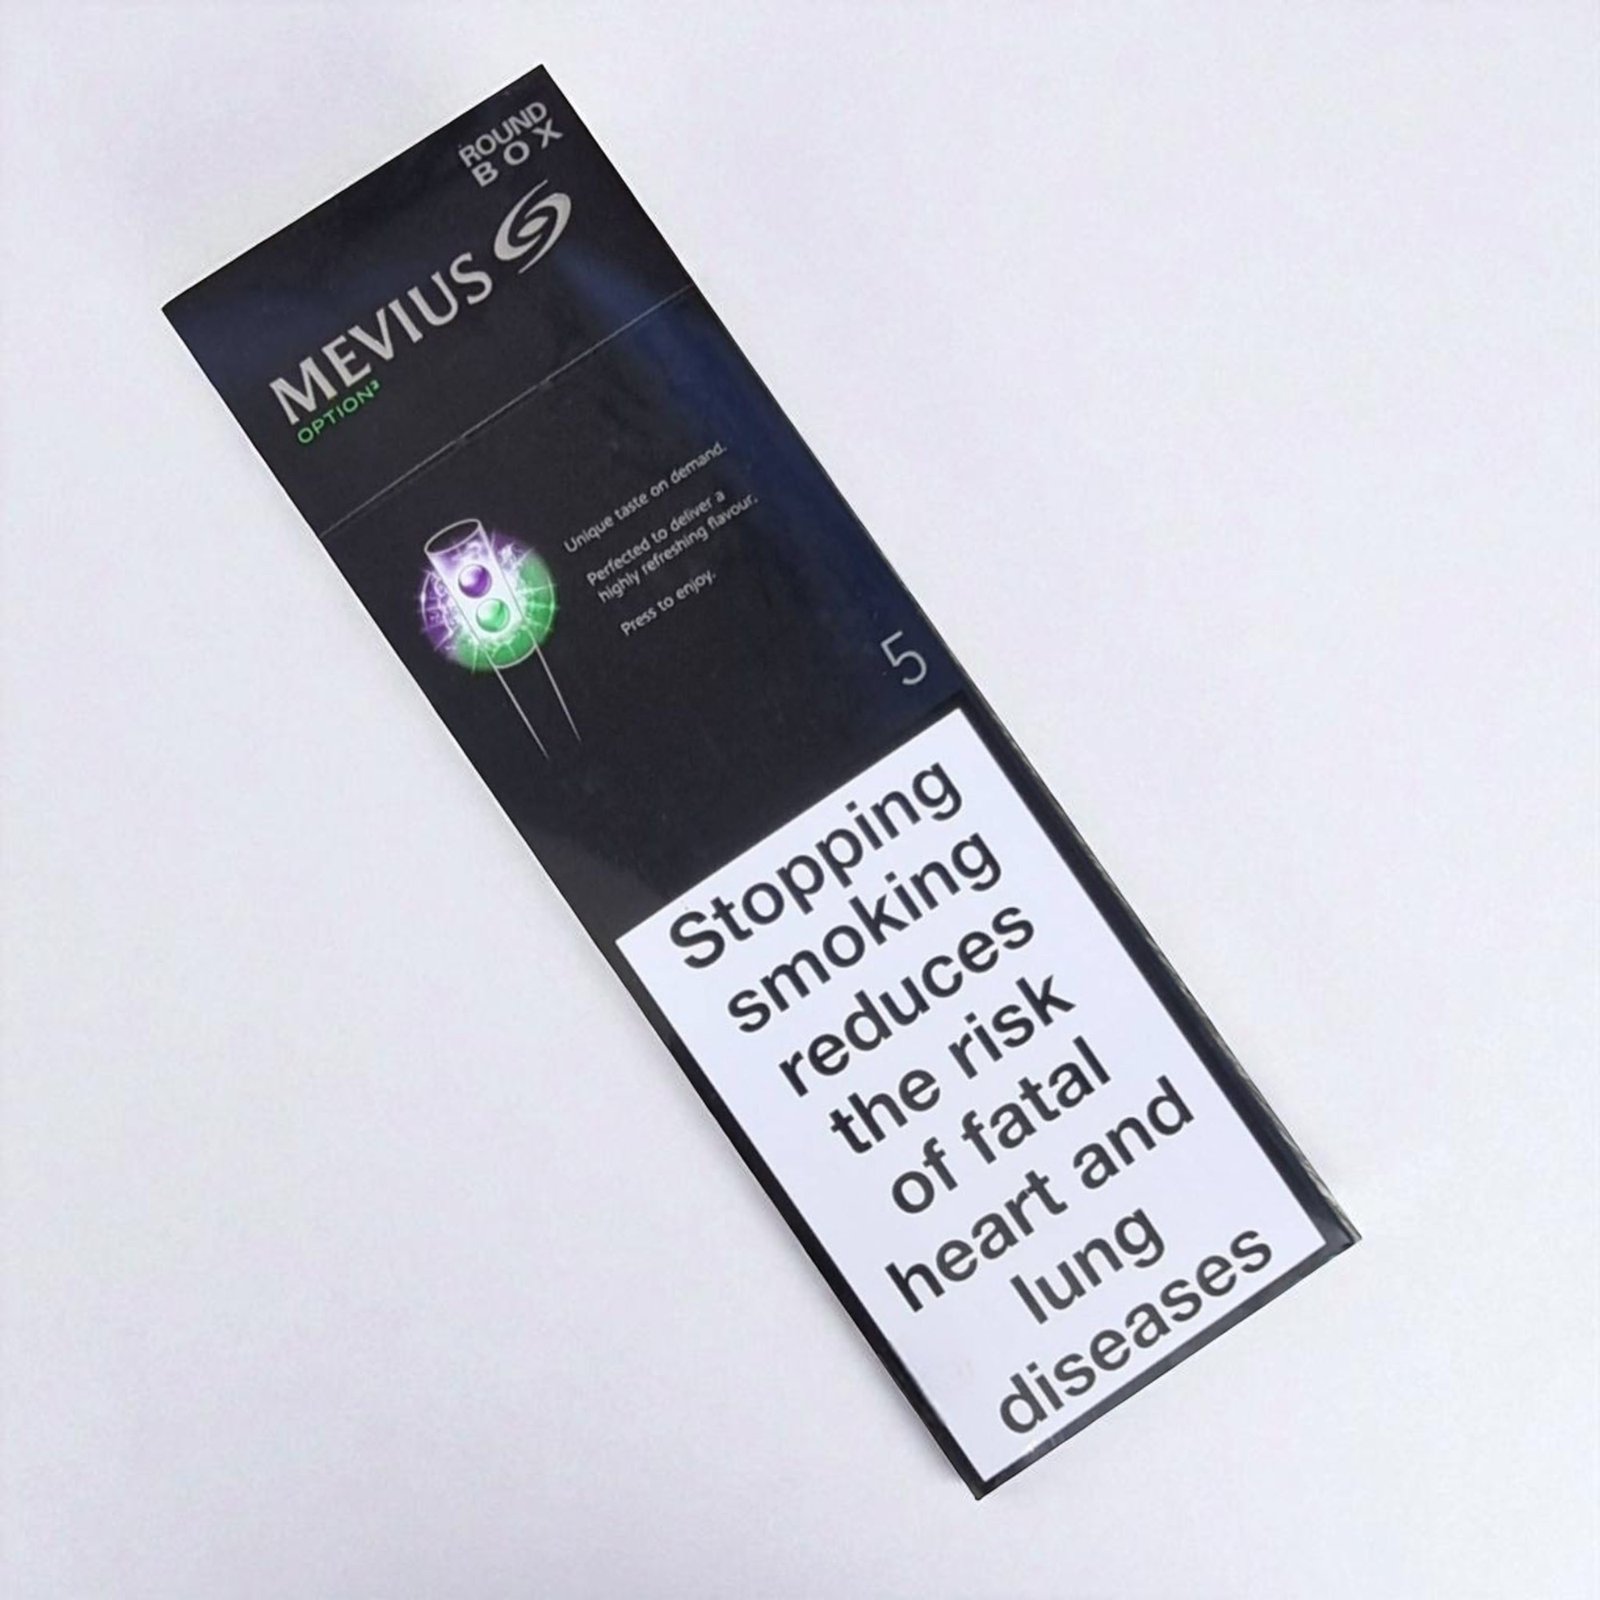 ROUND
BOX
MEVIUS
OPTION²
Unique taste on demand.
Perfected to deliver a
highly refreshing flavour.
Press to enjoy.
5
Stopping
smoking
reduces
the risk
of fatal
heart and
lung
diseases